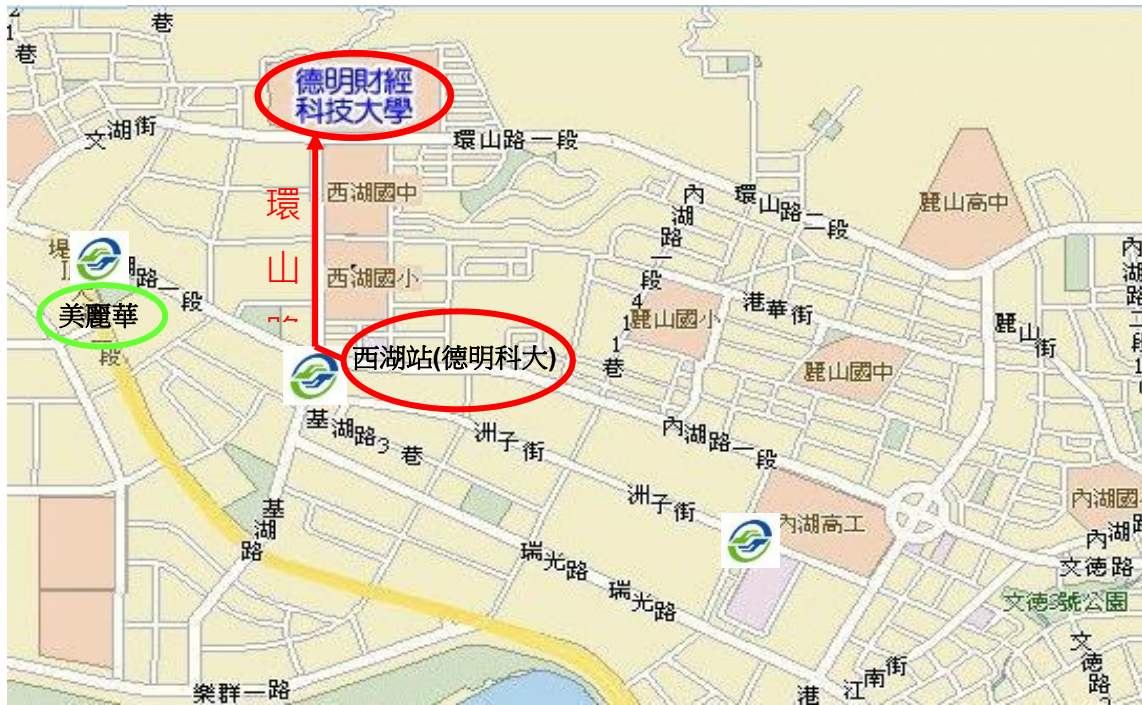 巷
巷
德明財經
科技大學
文湖街
環山路一段
西湖國中
環山
內湖路一段411巷
環山路二段
麗山高中
西湖國小
路一段
美麗華
一段
麗山國小
港華街
麗山街
西湖站(德明科大)
麗山國中
基湖路3巷
洲子街
內湖路一段
洲子街
內湖高工
內湖國
基湖路
瑞光路
瑞光路
文德路
文德3號公園
文德路
樂群一路
港
江南街